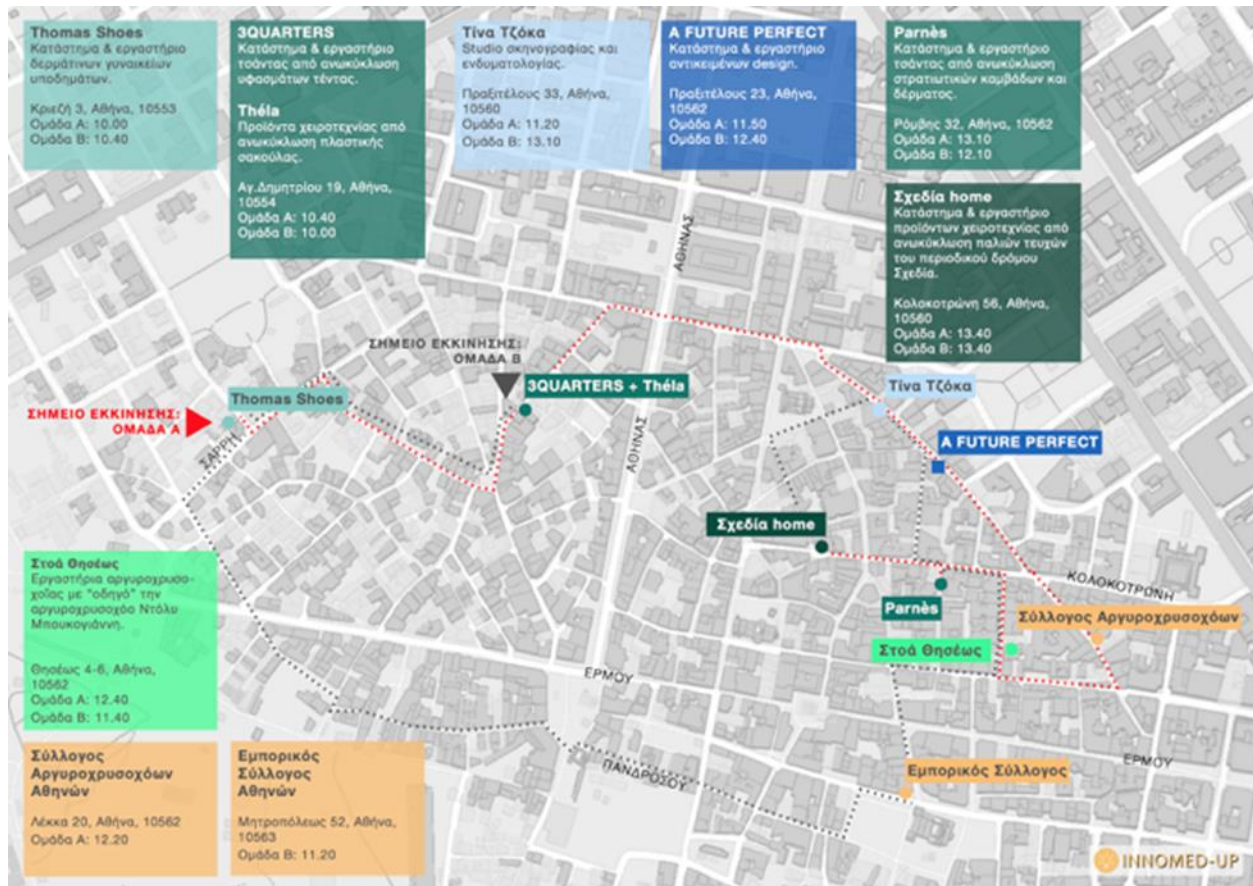 Thomas Shoes
Κατάστημα & εργαστήριο
δερμάτινων γυναικείων
υποδημάτων.
Κριεζή 3, Αθήνα, 10553
Ομάδα Α: 10.00
Ομάδα Β: 10.40
3QUARTERS
Κατάστημα & εργαστήριο
τσάντας από ανακύκλωση
υφασμάτων τέντας.
Théla
Προϊόντα χειροτεχνίας από
ανακύκλωση πλαστικής
σακούλας.
Αγ.Δημητρίου 19, Αθήνα,
10554
Ομάδα Α: 10.40
Ομάδα Β: 10.00
Τίνα Τζόκα
Studio σκηνογραφίας και
ενδυματολογίας.
Πραξιτέλους 33, Αθήνα,
10560
Ομάδα Α: 11.20
Ομάδα Β: 13.10
A FUTURE PERFECT
Κατάστημα & εργαστήριο
αντικειμένων design.
Πραξιτέλους 23, Αθήνα,
10562
Ομάδα Α: 11.50
Ομάδα Β: 12.40
Parnès
Κατάστημα & εργαστήριο
τσάντας από ανακύκλωση
στρατιωτικών καμβάδων και
δέρματος.
Ρόμβης 32, Αθήνα, 10562
Ομάδα Α: 13.10
Ομάδα Β: 12.10
Σχεδία home
Κατάστημα & εργαστήριο
προϊόντων χειροτεχνίας από
ανωκύκλωση παλιών τευχών
του περιοδικού δρόμου
Σχεδία.
Κολοκοτρώνη 56, Αθήνα,
10560
Ομάδα Α: 13.40
Ομάδα Β: 13.40
ΑΘΗΝΑΣ
ΣΗΜΕΙΟ ΕΚΚΙΝΗΣΗΣ:
ΟΜΑΔΑ Β
3QUARTERS + Théla
Thomas Shoes
ΣΗΜΕΙΟ ΕΚΚΙΝΗΣΗΣ:
ΟΜΑΔΑ Α
ΣΑΡΡΗ
Τίνα Τζόκα
ΑΘΗΝΑΣ
A FUTURE PERFECT
Σχεδία home
ΚΟΛΟΚΟΤΡΩΝΗ
Parnès
Σύλλογος Αργυροχρυσοχόων
Στοά Θησέως
ΕΡΜΟΥ
ΕΡΜΟΥ
ΠΑΝΔΡΟΣΟΥ
Εμπορικός Σύλλογος
Στοά Θησέως
Εργαστήρια αργυροχρυσο-
χοΐας με "οδηγό" την
αργυροχρυσοχόο Ντόλυ
Μπουκογιάννη.
Θησέως 4-6, Αθήνα,
10562
Ομάδα Α: 12.40
Ομάδα Β: 11.40
Σύλλογος
Αργυροχρυσοχόων
Αθηνών
Λέκκα 20, Αθήνα, 10562
Ομάδα Α: 12.20
Εμπορικός
Σύλλογος
Αθηνών
Μητροπόλεως 52, Αθήνα,
10563
Ομάδα Β: 11.20
INNOMED-UP